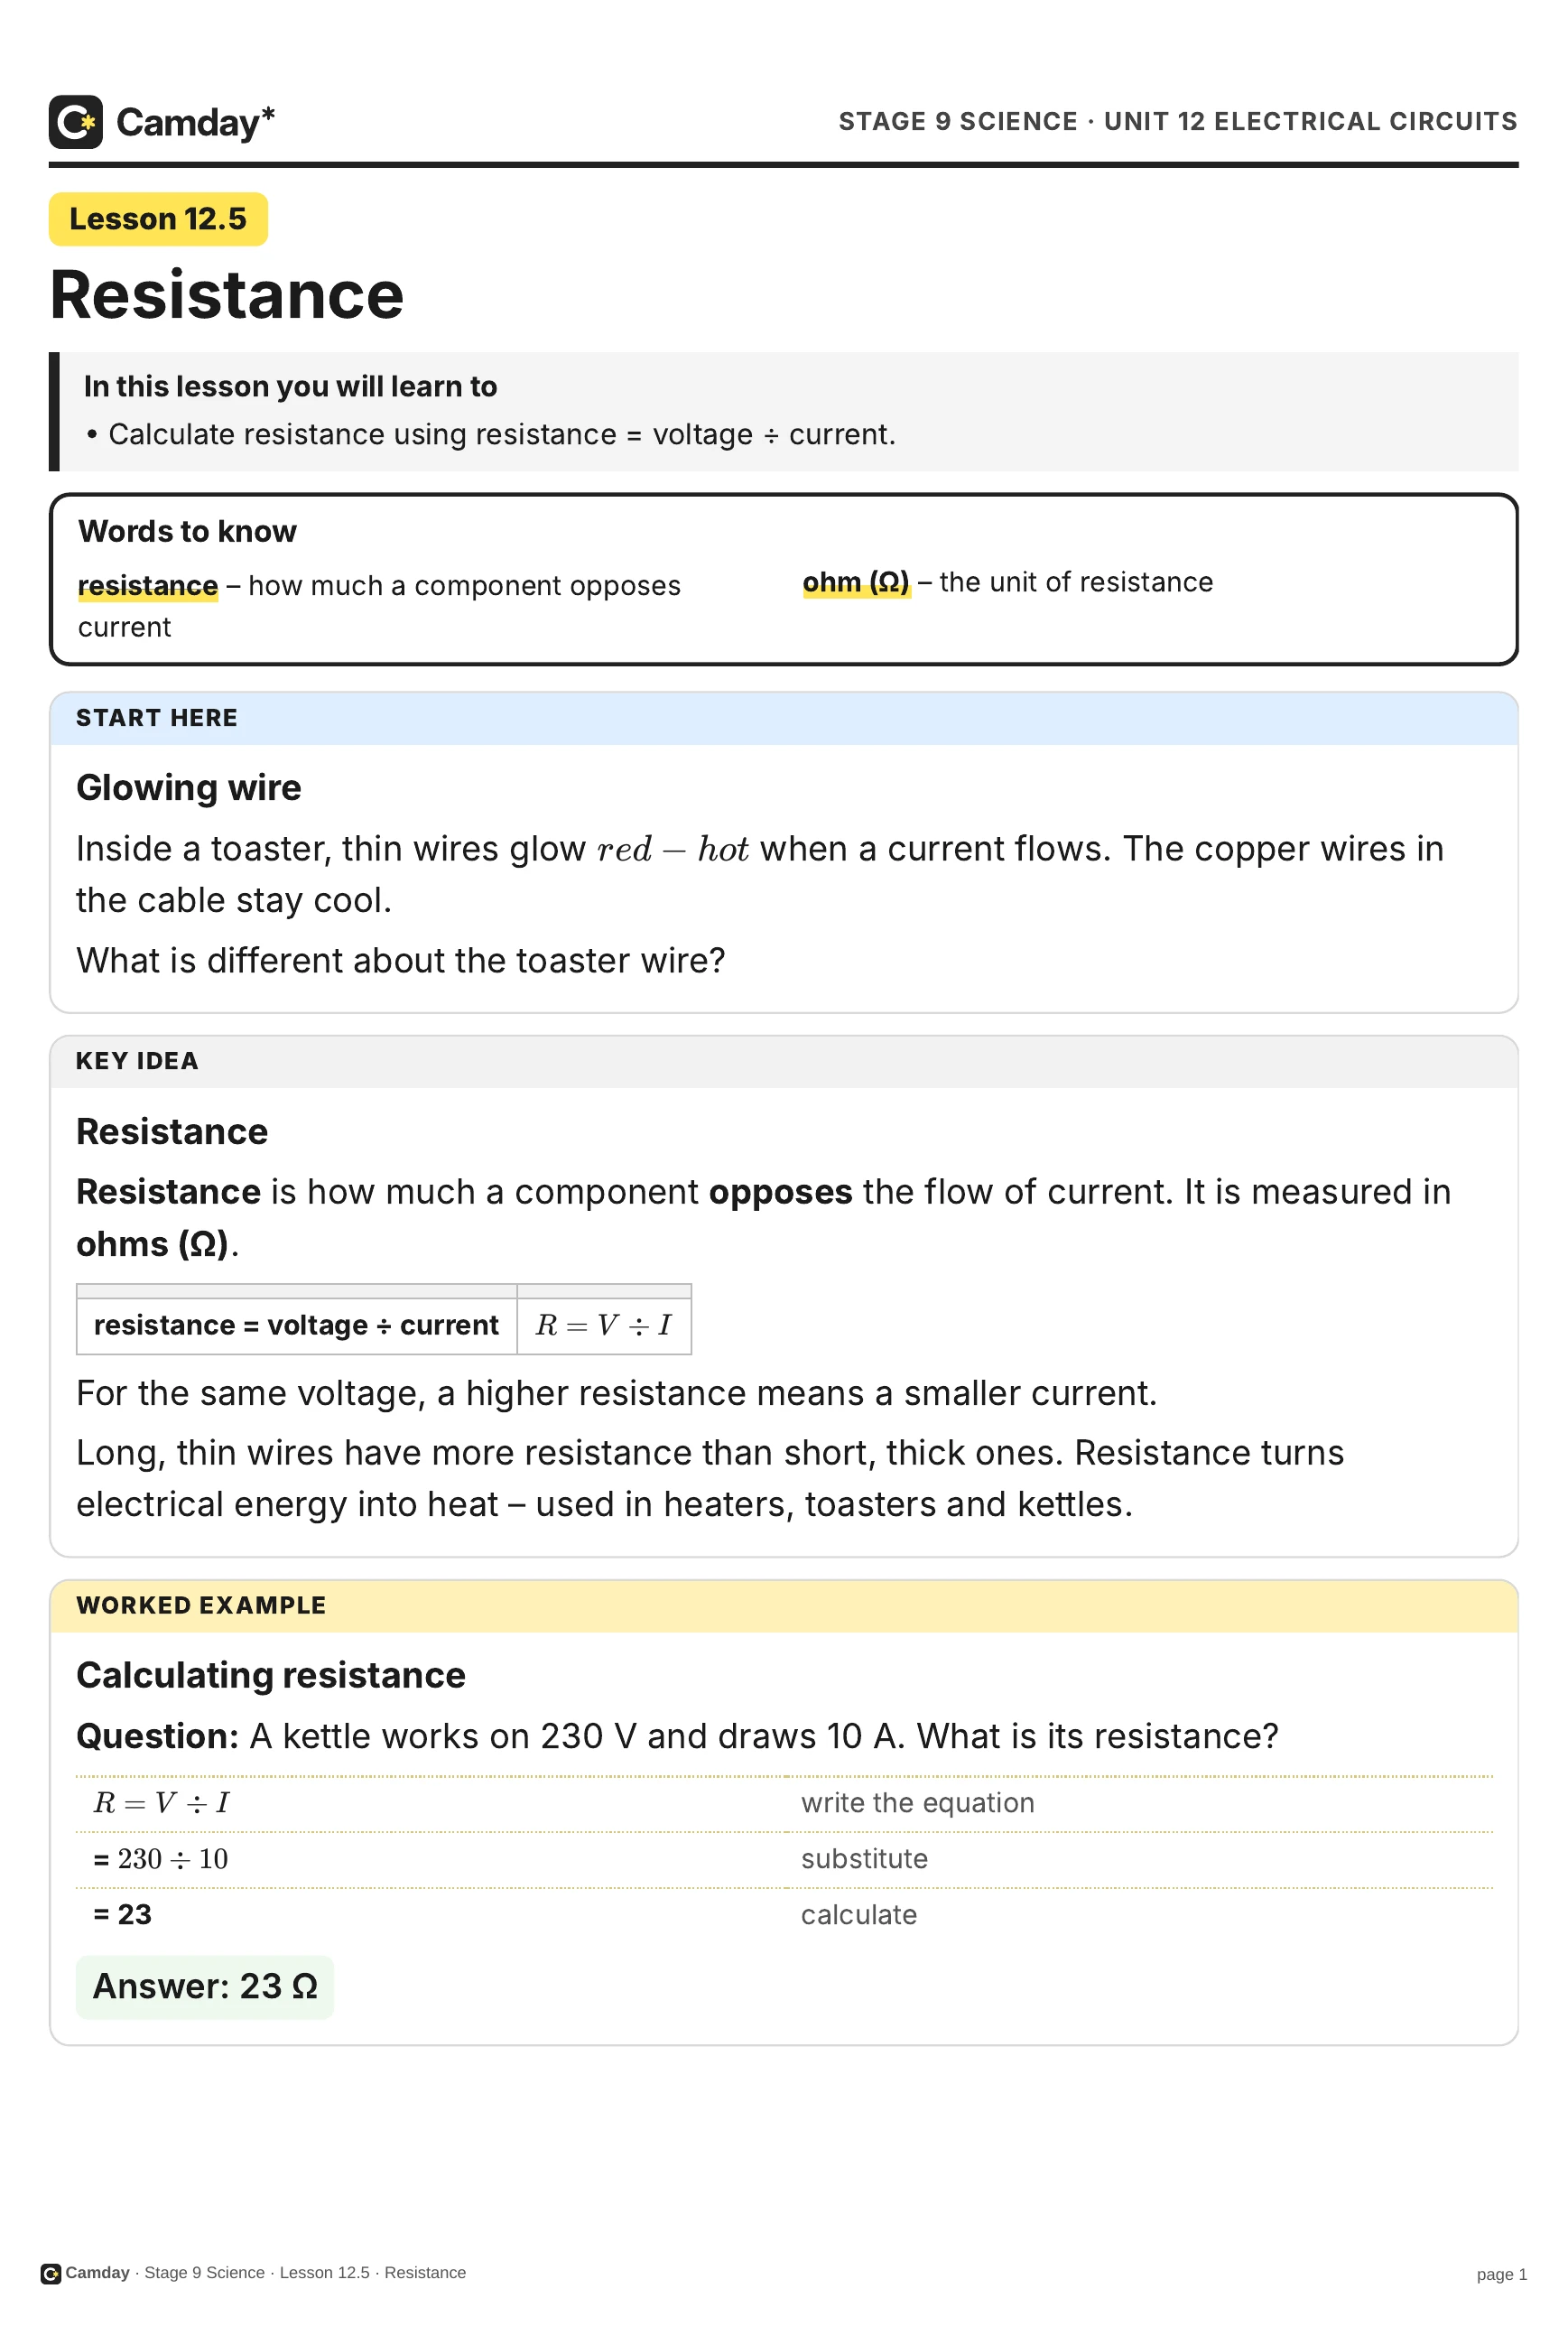 Camday*
STAGE 9 SCIENCE · UNIT 12 ELECTRICAL CIRCUITS
Lesson 12.5
Resistance
In this lesson you will learn to
• Calculate resistance using resistance = voltage ÷ current.
Words to know
resistance – how much a component opposes
current
ohm (Ω) – the unit of resistance
START HERE
Glowing wire
Inside a toaster, thin wires glow red − hot when a current flows. The copper wires in
the cable stay cool.
What is different about the toaster wire?
KEY IDEA
Resistance
Resistance is how much a component opposes the flow of current. It is measured in
ohms (Ω).
resistance = voltage ÷ current R = V ÷ I
For the same voltage, a higher resistance means a smaller current.
Long, thin wires have more resistance than short, thick ones. Resistance turns
electrical energy into heat – used in heaters, toasters and kettles.
WORKED EXAMPLE
Calculating resistance
Question: A kettle works on 230 V and draws 10 A. What is its resistance?
R = V ÷ I write the equation
= 230 ÷ 10 substitute
= 23 calculate
Answer: 23 Ω
Camday · Stage 9 Science · Lesson 12.5 · Resistance
page 1